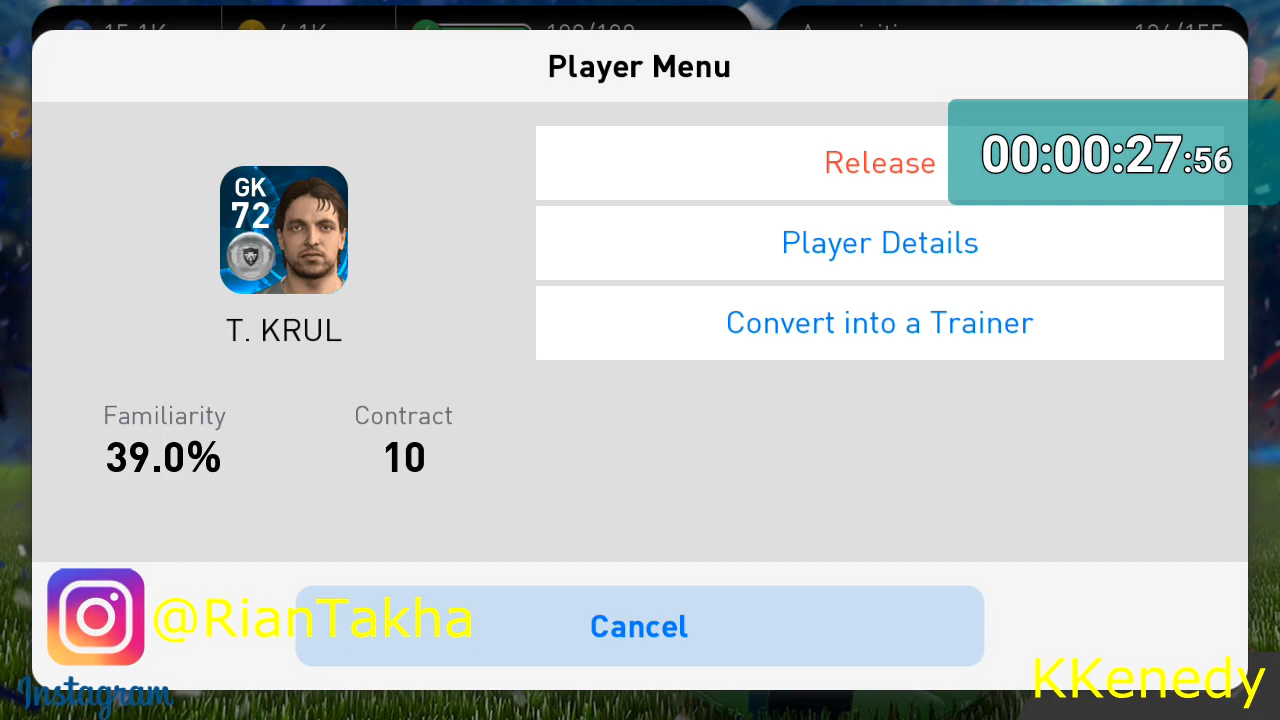 Player Menu
GK
72
T. KRUL
Familiarity
39.0%
Contract
10
Release
00:00:27:56
Player Details
Convert into a Trainer
@RianTakha
Cancel
Instagram
KKenedy